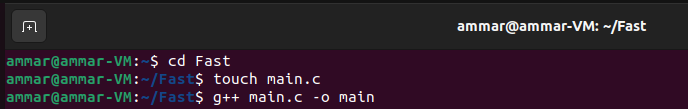 ammar@ammar-VM: ~/Fast
ammar@ammar-VM:~$ cd Fast
ammar@ammar-VM:~/Fast$ touch main.c
ammar@ammar-VM:~/Fast$ g++ main.c -o main